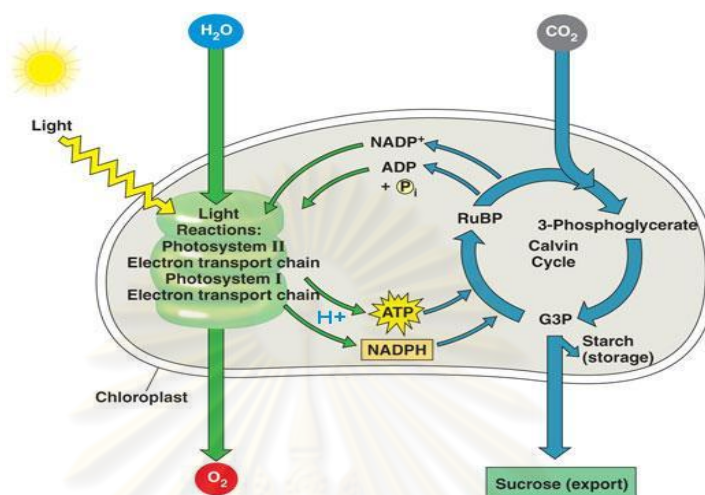 H₂O
CO₂
Light
NADP⁺
ADP
+ Pᵢ
Light
Reactions:
Photosystem II
Electron transport chain
Photosystem I
Electron transport chain
RuBP
3-Phosphoglycerate
Calvin
Cycle
H+
ATP
NADPH
G3P
Starch
(storage)
Chloroplast
O₂
Sucrose (export)